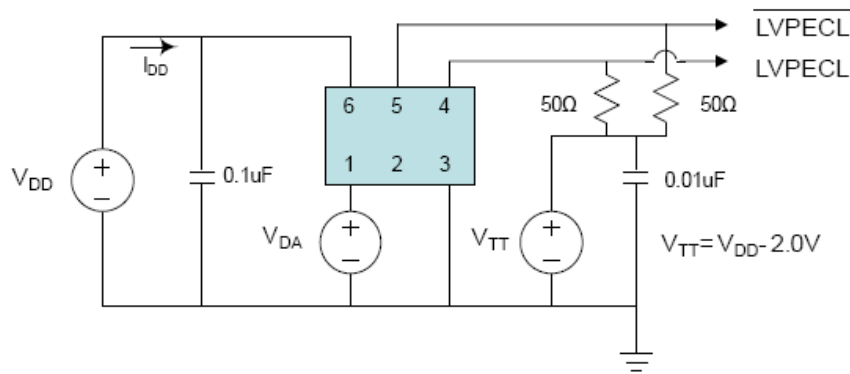 LVPECL
I_DD
LVPECL
6 5 4
50Ω 50Ω
1 2 3
V_DD
0.1uF
0.01uF
V_DA
V_TT
V_TT=V_DD-2.0V
+
−
+
−
+
−